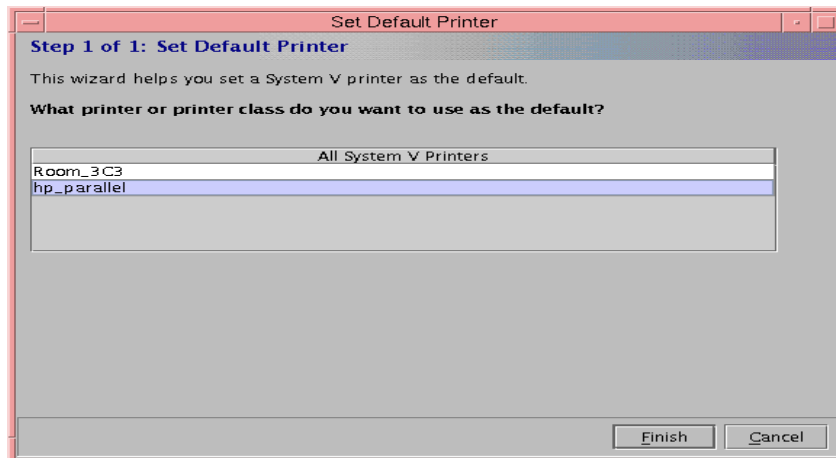 Set Default Printer
Step 1 of 1: Set Default Printer
This wizard helps you set a System V printer as the default.
What printer or printer class do you want to use as the default?
All System V Printers
Room_3C3
hp_parallel
Finish
Cancel